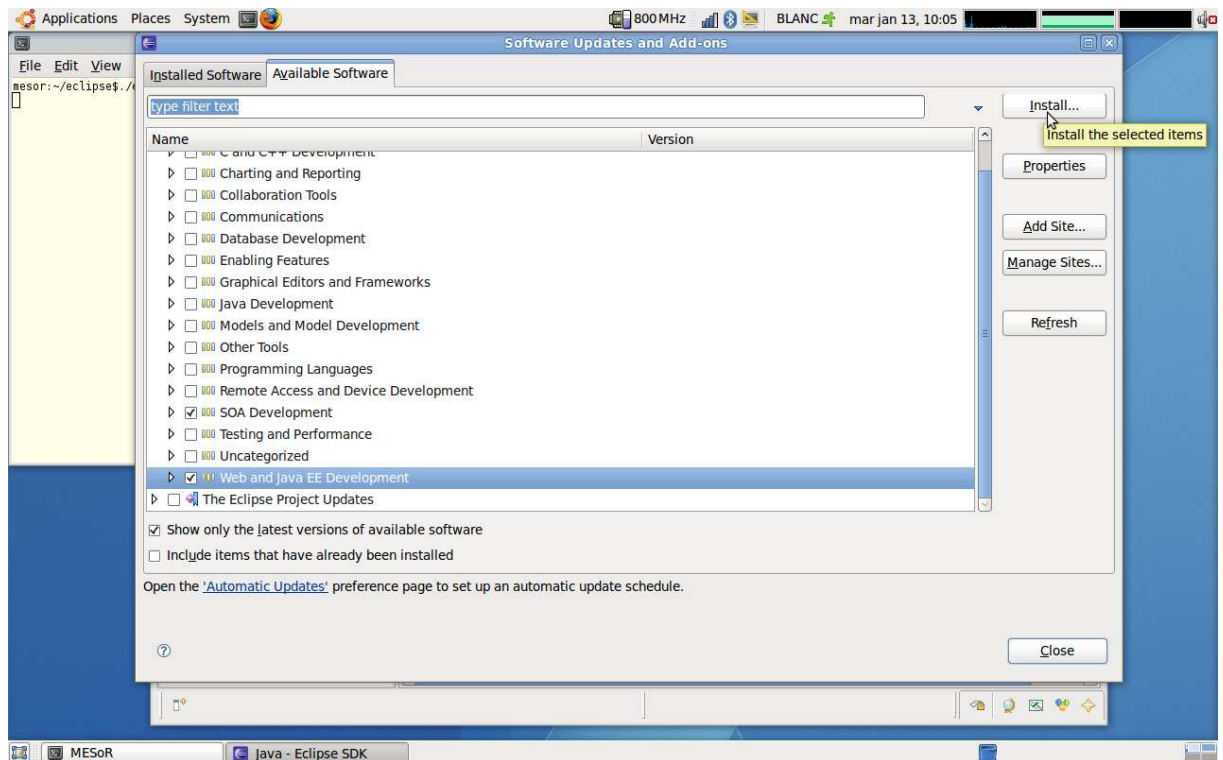 Applications Places System 800 MHz BLANC mar jan 13, 10:05
Software Updates and Add-ons
File Edit View
mesor:~/eclipse$./e
Installed Software Available Software
type filter text
Install...
Install the selected items
Name Version
C and C++ Development
Charting and Reporting
Properties
Collaboration Tools
Communications
Add Site...
Database Development
Enabling Features
Manage Sites...
Graphical Editors and Frameworks
Java Development
Models and Model Development
Refresh
Other Tools
Programming Languages
Remote Access and Device Development
SOA Development
Testing and Performance
Uncategorized
Web and Java EE Development
The Eclipse Project Updates
Show only the latest versions of available software
Include items that have already been installed
Open the 'Automatic Updates' preference page to set up an automatic update schedule.
Close
MESoR Java - Eclipse SDK